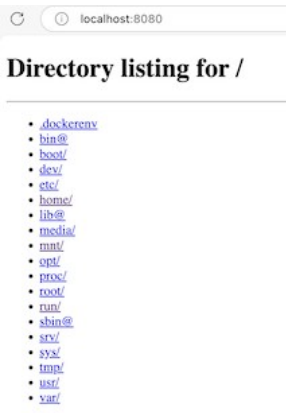 localhost:8080
Directory listing for /
.dockerenv
bin@
boot/
dev/
etc/
home/
lib@
media/
mnt/
opt/
proc/
root/
run/
sbin@
srv/
sys/
tmp/
usr/
var/